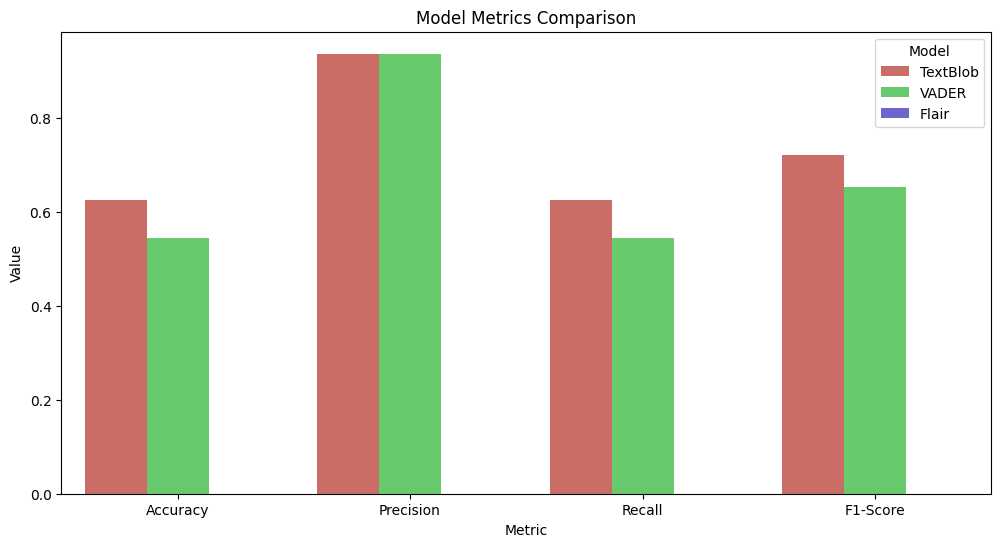 Model Metrics Comparison
Model
TextBlob
VADER
Flair
Value
0.8
0.6
0.4
0.2
0.0
Accuracy
Precision
Recall
F1-Score
Metric